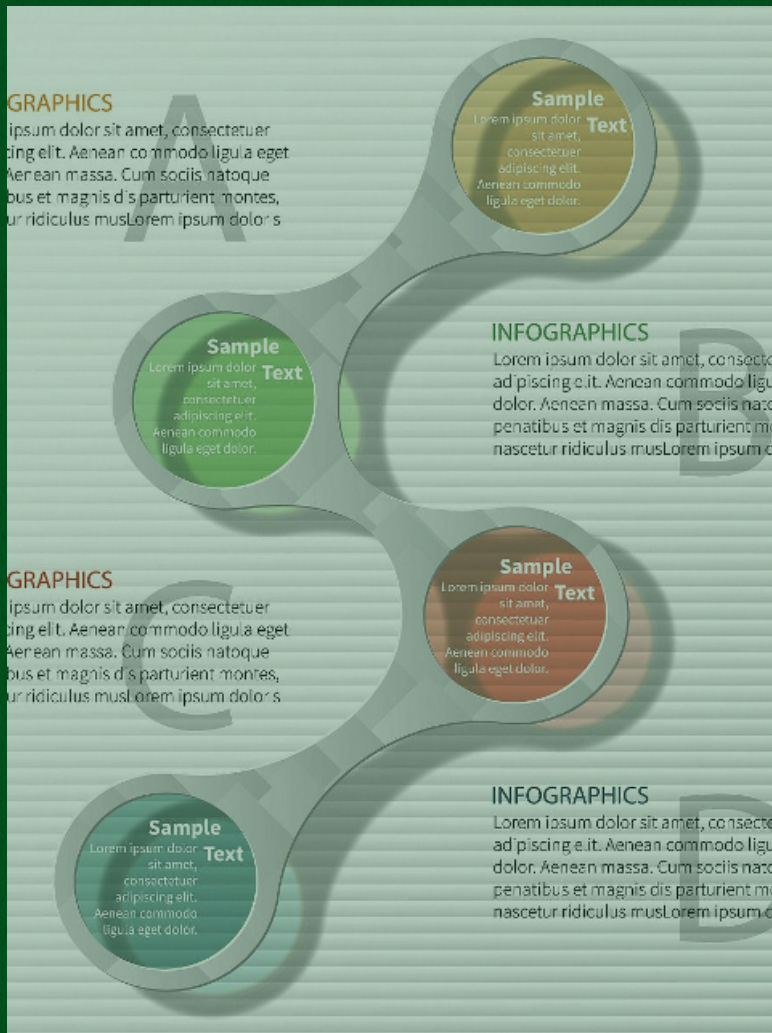 Sample
Text
Lorem ipsum dolor
sit amet,
consectetuer
adipiscing elit.
Aenean commodo
ligula eget dolor.
GRAPHICS
ipsum dolor sit amet, consectetuer
cing elit. Aenean commodo ligula eget
Aenean massa. Cum sociis natoque
bus et magnis dis parturient montes,
ur ridiculus musLorem ipsum dolor s
A
Sample
Text
Lorem ipsum dolor
sit amet,
consectetuer
adipiscing elit.
Aenean commodo
ligula eget dolor.
INFOGRAPHICS
Lorem ipsum dolor sit amet, consecte
adipiscing elit. Aenean commodo ligu
dolor. Aenean massa. Cum sociis nato
penatibus et magnis dis parturient mo
nascetur ridiculus musLorem ipsum d
B
Sample
Text
Lorem ipsum dolor
sit amet,
consectetuer
adipiscing elit.
Aenean commodo
ligula eget dolor.
GRAPHICS
ipsum dolor sit amet, consectetuer
cing elit. Aenean commodo ligula eget
Aenean massa. Cum sociis natoque
bus et magnis dis parturient montes,
ur ridiculus musLorem ipsum dolor s
C
Sample
Text
Lorem ipsum dolor
sit amet,
consectetuer
adipiscing elit.
Aenean commodo
ligula eget dolor.
INFOGRAPHICS
Lorem ipsum dolor sit amet, consecte
adipiscing elit. Aenean commodo ligu
dolor. Aenean massa. Cum sociis nato
penatibus et magnis dis parturient mo
nascetur ridiculus musLorem ipsum d
D